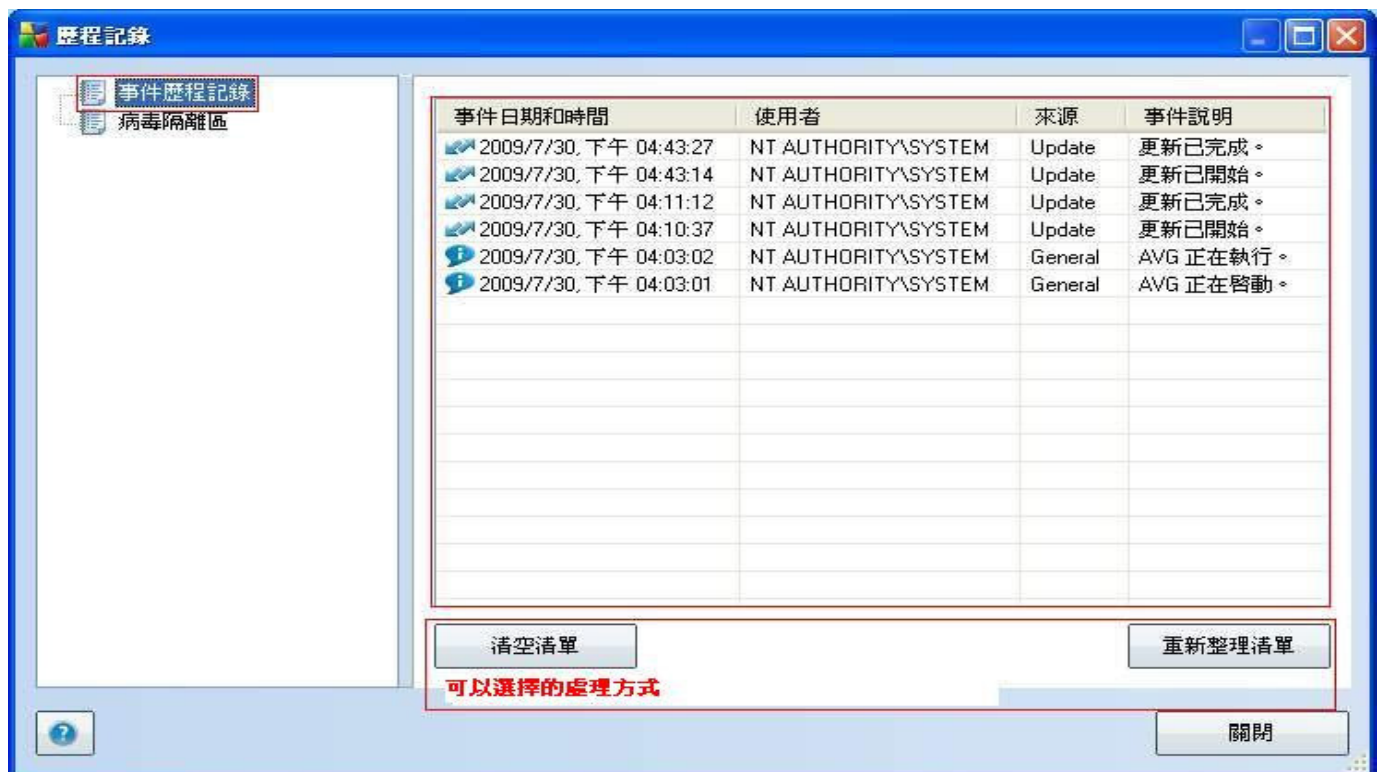 歷程記錄
事件歷程記錄
病毒隔離區
事件日期和時間 使用者 來源 事件說明
2009/7/30, 下午 04:43:27 NT AUTHORITY\SYSTEM Update 更新已完成。
2009/7/30, 下午 04:43:14 NT AUTHORITY\SYSTEM Update 更新已開始。
2009/7/30, 下午 04:11:12 NT AUTHORITY\SYSTEM Update 更新已完成。
2009/7/30, 下午 04:10:37 NT AUTHORITY\SYSTEM Update 更新已開始。
2009/7/30, 下午 04:03:02 NT AUTHORITY\SYSTEM General AVG 正在執行。
2009/7/30, 下午 04:03:01 NT AUTHORITY\SYSTEM General AVG 正在啓動。
清空清單 重新整理清單
可以選擇的處理方式
關閉